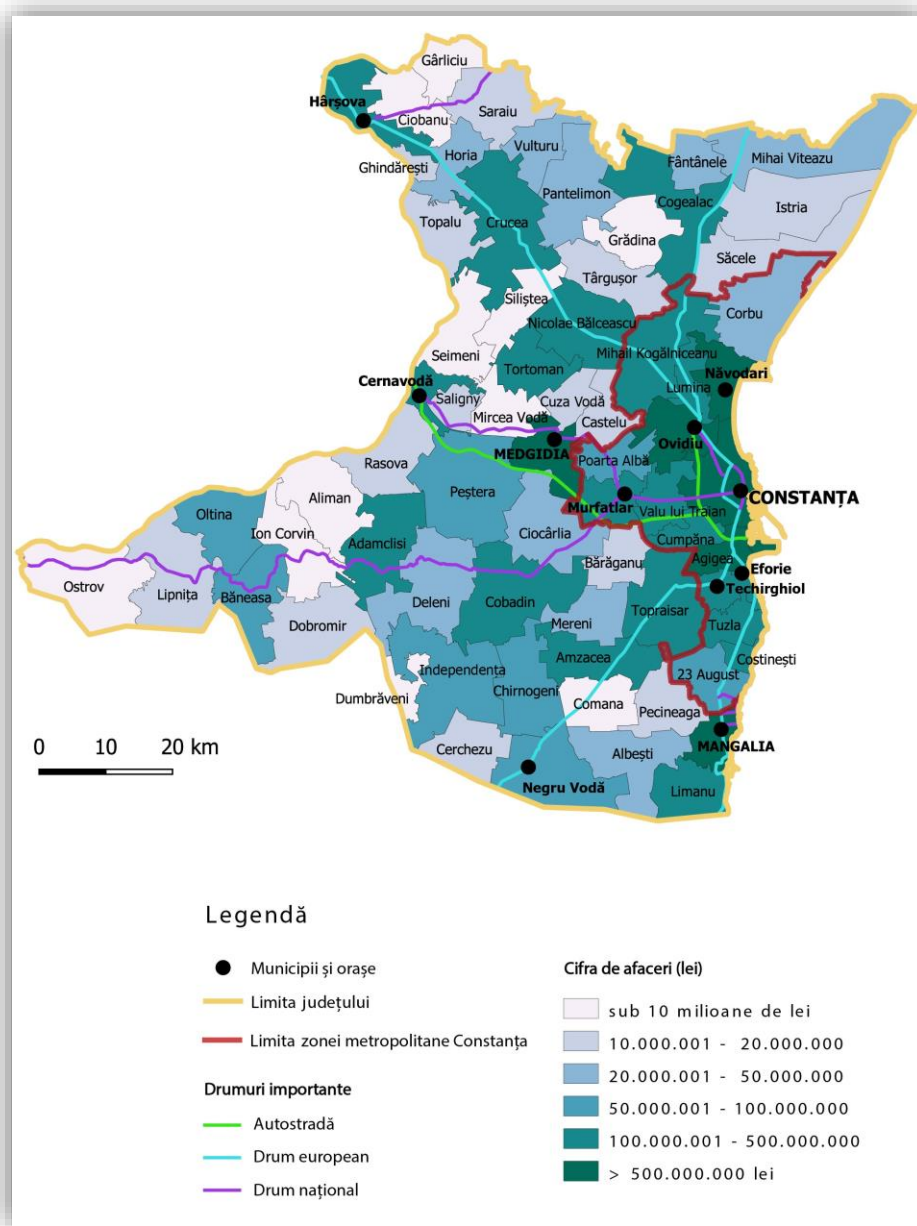 Gârliciu
Hârșova
Saraiu
Ciobanu
Vulturu
Horia
Ghindărești
Fântânele
Mihai Viteazu
Pantelimon
Cogealac
Istria
Topalu
Crucea
Grădina
Săcele
Târgușor
Siliștea
Corbu
Nicolae Bălceascu
Seimeni
Mihail Kogălniceanu
Tortoman
Năvodari
Cernavodă
Lumina
Saligny
Cuza Vodă
Mircea Vodă
Castelu
Ovidiu
MEDGIDIA
Poarta Albă
Rasova
CONSTANȚA
Aliman
Peștera
Murfatlar
Valu lui Traian
Oltina
Ion Corvin
Ciocârlia
Cumpăna
Adamclisi
Bărăganu
Agigea
Eforie
Ostrov
Techirghiol
Lipnița
Băneasa
Deleni
Cobadin
Topraisar
Mereni
Tuzla
Dobromir
Amzacea
Costinești
Independența
23 August
Dumbrăveni
Chirnogeni
Comana
Pecineaga
Cerchezu
Albești
MANGALIA
Negru Vodă
Limanu
0 10 20 km
Legendă
Municipii și orașe
Limita județului
Limita zonei metropolitane Constanța
Drumuri importante
Autostradă
Drum european
Drum național
Cifra de afaceri (lei)
sub 10 milioane de lei
10.000.001 - 20.000.000
20.000.001 - 50.000.000
50.000.001 - 100.000.000
100.000.001 - 500.000.000
> 500.000.000 lei